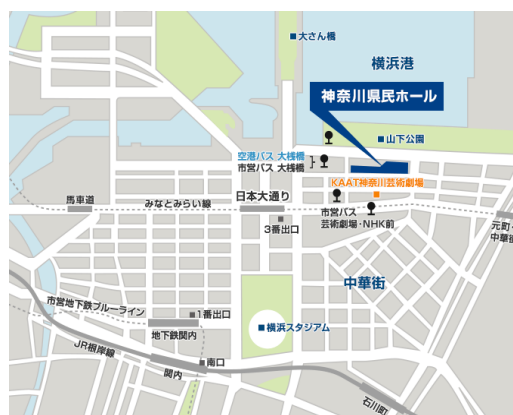 大さん橋
横浜港
神奈川県民ホール
山下公園
空港バス 大桟橋
市営バス 大桟橋
KAAT神奈川芸術劇場
馬車道
みなとみらい線
日本大通り
市営バス
芸術劇場・NHK前
3番出口
元町・
中華街
中華街
市営地下鉄ブルーライン
1番出口
地下鉄関内
横浜スタジアム
JR根岸線
関内
南口
石川町